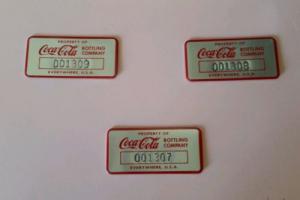 PROPERTY OF
Coca-Cola BOTTLING COMPANY
001309
EVERYWHERE, U.S.A.
PROPERTY OF
Coca-Cola BOTTLING COMPANY
001308
EVERYWHERE, U.S.A.
PROPERTY OF
Coca-Cola BOTTLING COMPANY
001307
EVERYWHERE, U.S.A.